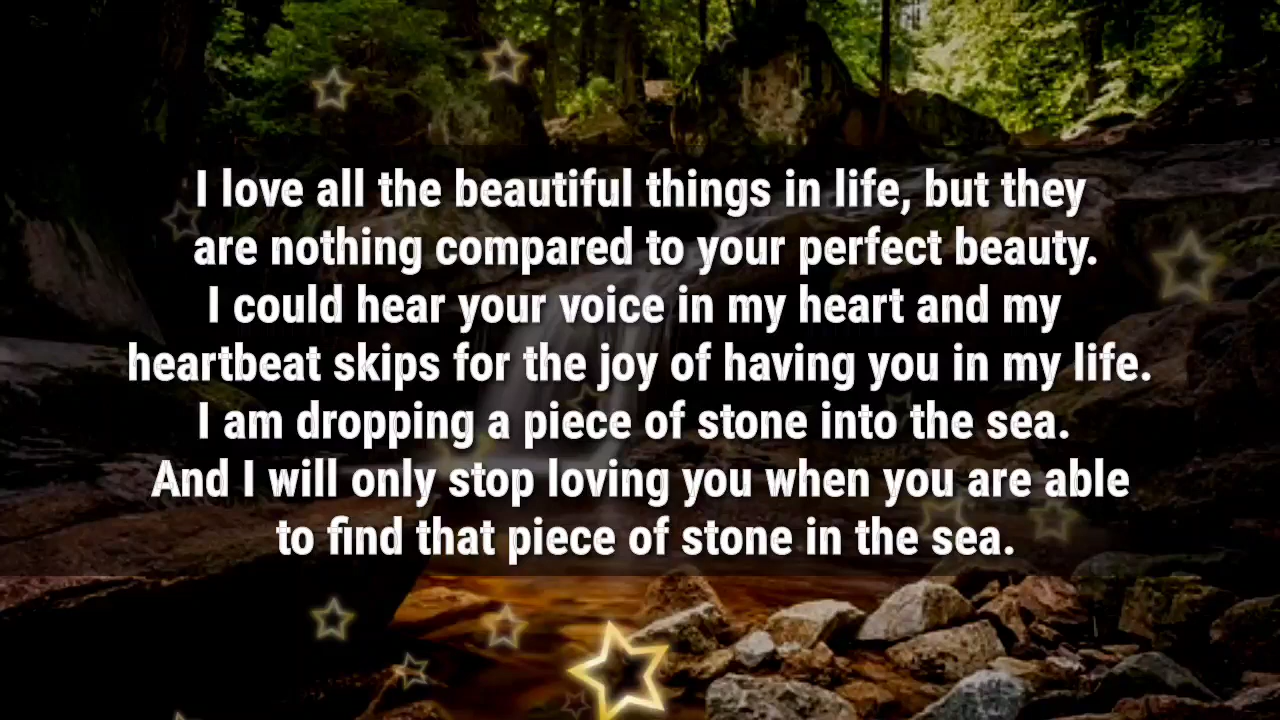 I love all the beautiful things in life, but they
are nothing compared to your perfect beauty.
I could hear your voice in my heart and my
heartbeat skips for the joy of having you in my life.
I am dropping a piece of stone into the sea.
And I will only stop loving you when you are able
to find that piece of stone in the sea.